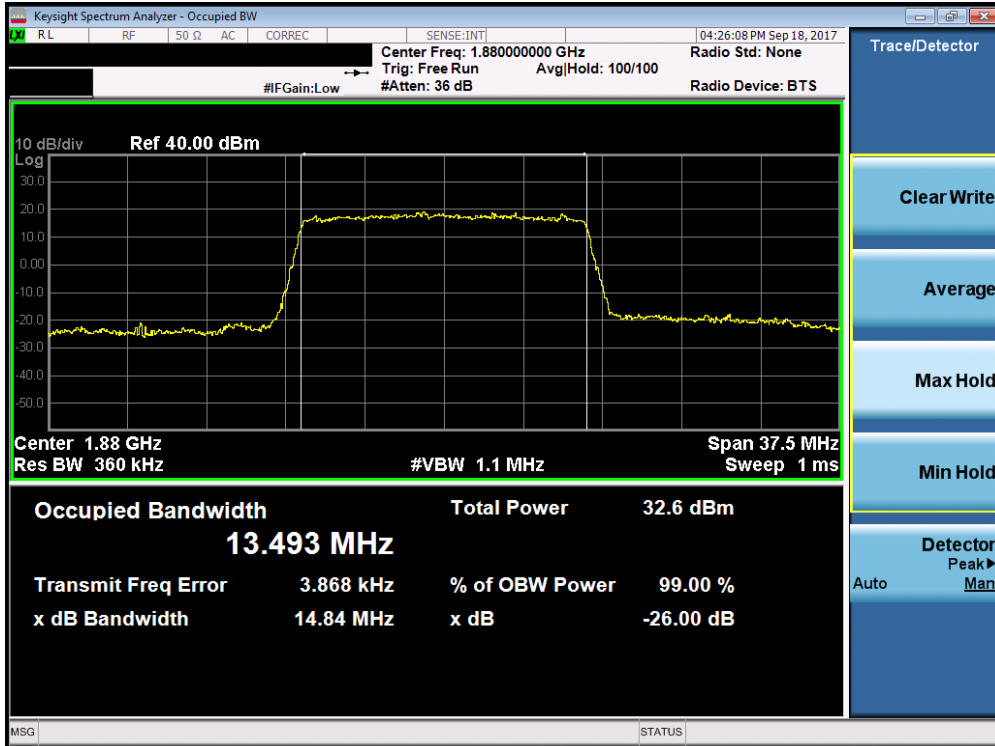 Keysight Spectrum Analyzer - Occupied BW
LXI RL RF 50 Ω AC CORREC SENSE:INT 04:26:08 PM Sep 18, 2017
Center Freq: 1.880000000 GHz Radio Std: None
Trig: Free Run Avg|Hold: 100/100
#IFGain:Low #Atten: 36 dB Radio Device: BTS
10 dB/div Ref 40.00 dBm
Log
30.0
20.0
10.0
0.00
-10.0
-20.0
-30.0
-40.0
-50.0
Center 1.88 GHz Span 37.5 MHz
Res BW 360 kHz #VBW 1.1 MHz Sweep 1 ms
Occupied Bandwidth Total Power 32.6 dBm
13.493 MHz
Transmit Freq Error 3.868 kHz % of OBW Power 99.00 %
x dB Bandwidth 14.84 MHz x dB -26.00 dB
MSG STATUS
Trace/Detector
Clear Write
Average
Max Hold
Min Hold
Detector
Peak▶
Auto Man